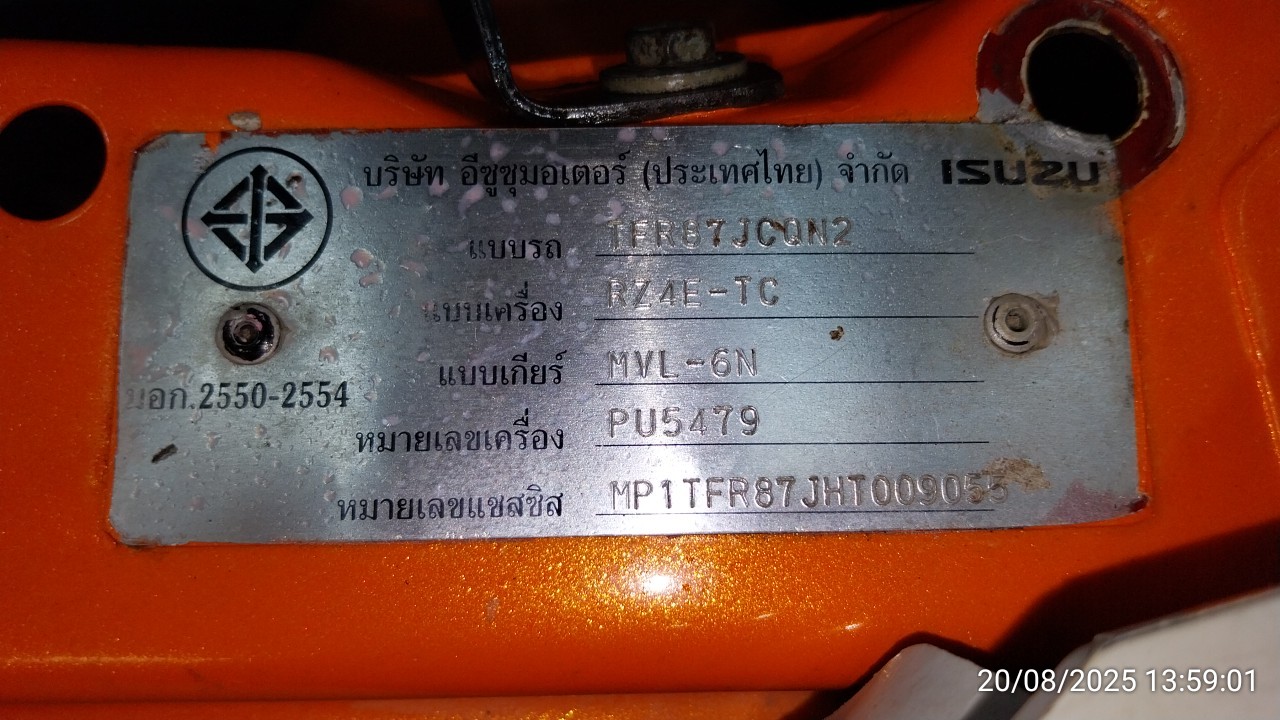 บริษัท อีซูซุมอเตอร์ (ประเทศไทย) จำกัด ISUZU
แบบรถ TFR87JCQN2
แบบเครื่อง RZ4E-TC
แบบเกียร์ MVL-6N
มอก.2550-2554
หมายเลขเครื่อง PU5479
หมายเลขแชสซิส MP1TFR87JHT009055
20/08/2025 13:59:01